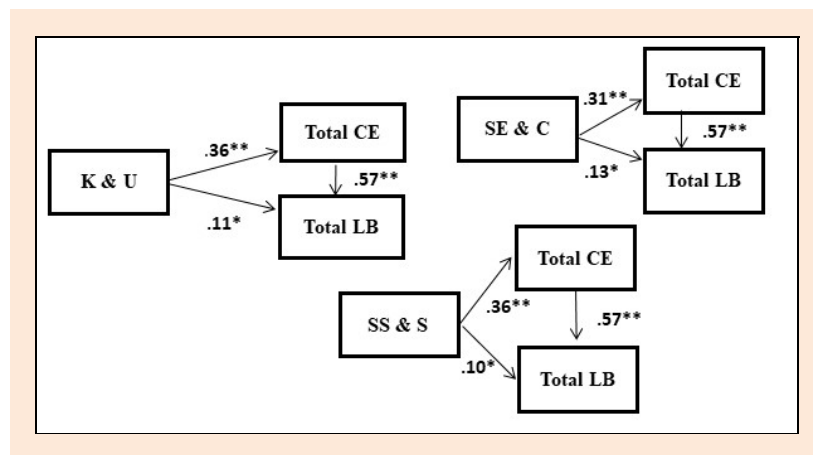 K & U
.36**
.11*
Total CE
.57**
Total LB
SE & C
.31**
.13*
Total CE
.57**
Total LB
SS & S
.36**
.10*
Total CE
.57**
Total LB